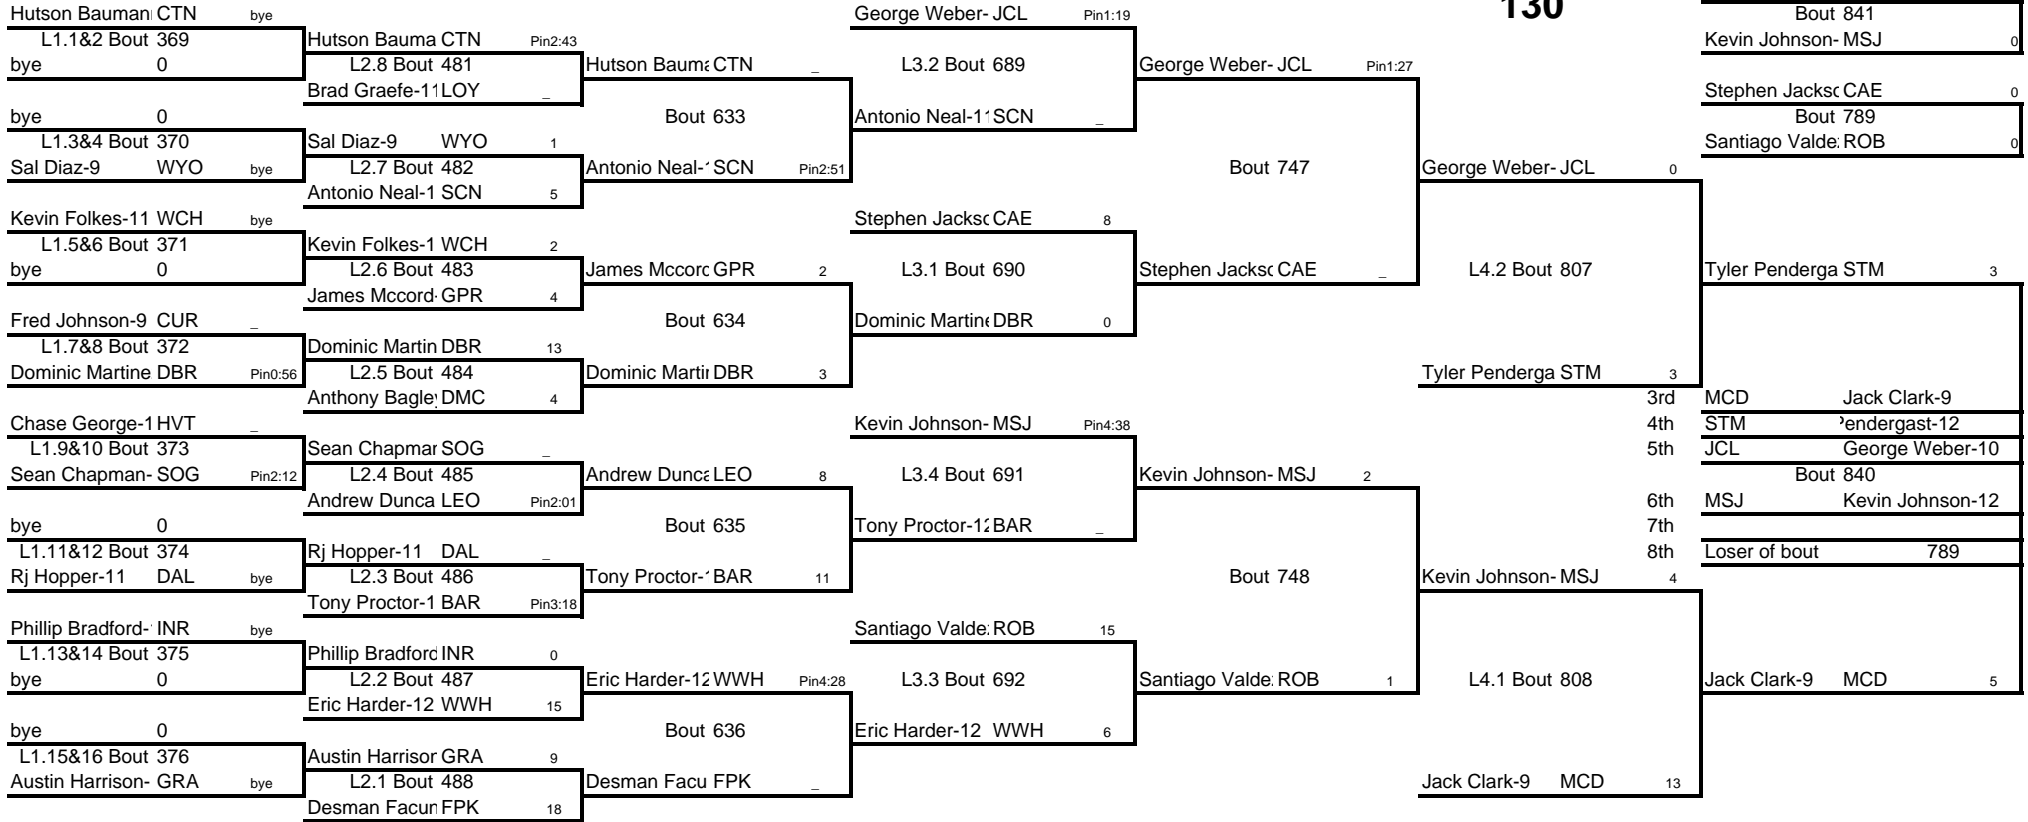 Hutson Bauman CTN bye
L1.1&2 Bout 369
bye 0
bye 0
L1.3&4 Bout 370
Sal Diaz-9 WYO bye
Kevin Folkes-11 WCH bye
L1.5&6 Bout 371
bye 0
Fred Johnson-9 CUR _
L1.7&8 Bout 372
Dominic Martine DBR Pin0:56
Chase George-1 HVT _
L1.9&10 Bout 373
Sean Chapman- SOG Pin2:12
bye 0
L1.11&12 Bout 374
Rj Hopper-11 DAL bye
Phillip Bradford- INR bye
L1.13&14 Bout 375
bye 0
bye 0
L1.15&16 Bout 376
Austin Harrison- GRA bye
Hutson Bauma CTN Pin2:43
L2.8 Bout 481
Brad Graefe-11 LOY _
Sal Diaz-9 WYO 1
L2.7 Bout 482
Antonio Neal-1 SCN 5
Kevin Folkes-1 WCH 2
L2.6 Bout 483
James Mccord- GPR 4
Dominic Martin DBR 13
L2.5 Bout 484
Anthony Bagley DMC 4
Sean Chapman SOG _
L2.4 Bout 485
Andrew Dunca LEO Pin2:01
Rj Hopper-11 DAL _
L2.3 Bout 486
Tony Proctor-1 BAR Pin3:18
Phillip Bradford INR 0
L2.2 Bout 487
Eric Harder-12 WWH 15
Austin Harrison GRA 9
L2.1 Bout 488
Desman Facun FPK 18
Hutson Bauma CTN _
Bout 633
Antonio Neal-1 SCN Pin2:51
James Mccord GPR 2
Bout 634
Dominic Martin DBR 3
Andrew Dunca LEO 8
Bout 635
Tony Proctor-1 BAR 11
Eric Harder-12 WWH Pin4:28
Bout 636
Desman Facu FPK _
George Weber- JCL Pin1:19
L3.2 Bout 689
Antonio Neal-11 SCN _
Stephen Jackso CAE 8
L3.1 Bout 690
Dominic Martine DBR 0
Kevin Johnson- MSJ Pin4:38
L3.4 Bout 691
Tony Proctor-12 BAR _
Santiago Valde ROB 15
L3.3 Bout 692
Eric Harder-12 WWH 6
George Weber- JCL Pin1:27
Bout 747
Stephen Jackso CAE _
Kevin Johnson- MSJ 2
Bout 748
Santiago Valde ROB 1
130
George Weber- JCL 0
L4.2 Bout 807
Tyler Penderga STM 3
Kevin Johnson- MSJ 4
L4.1 Bout 808
Jack Clark-9 MCD 13
Bout 841
Kevin Johnson- MSJ 0
Stephen Jackso CAE 0
Bout 789
Santiago Valde ROB 0
Tyler Penderga STM 3
3rd MCD Jack Clark-9
4th STM Pendergast-12
5th JCL George Weber-10
Bout 840
6th MSJ Kevin Johnson-12
7th
8th Loser of bout 789
Jack Clark-9 MCD 5